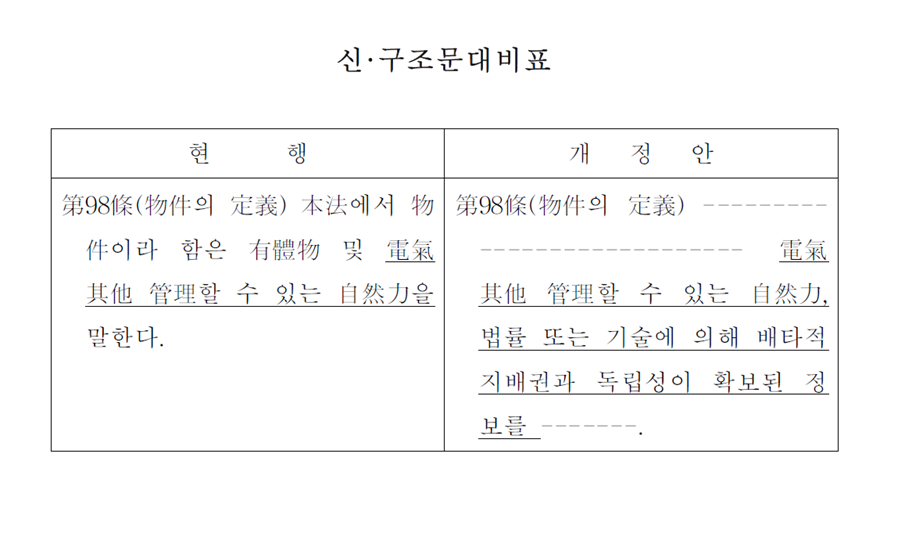 신·구조문대비표
현 행
개 정 안
第98條(物件의 定義) 本法에서 物
件이라 함은 有體物 및 電氣
其他 管理할 수 있는 自然力을
말한다.
第98條(物件의 定義) ---------
------------------- 電氣
其他 管理할 수 있는 自然力,
법률 또는 기술에 의해 배타적
지배권과 독립성이 확보된 정
보를 -------.